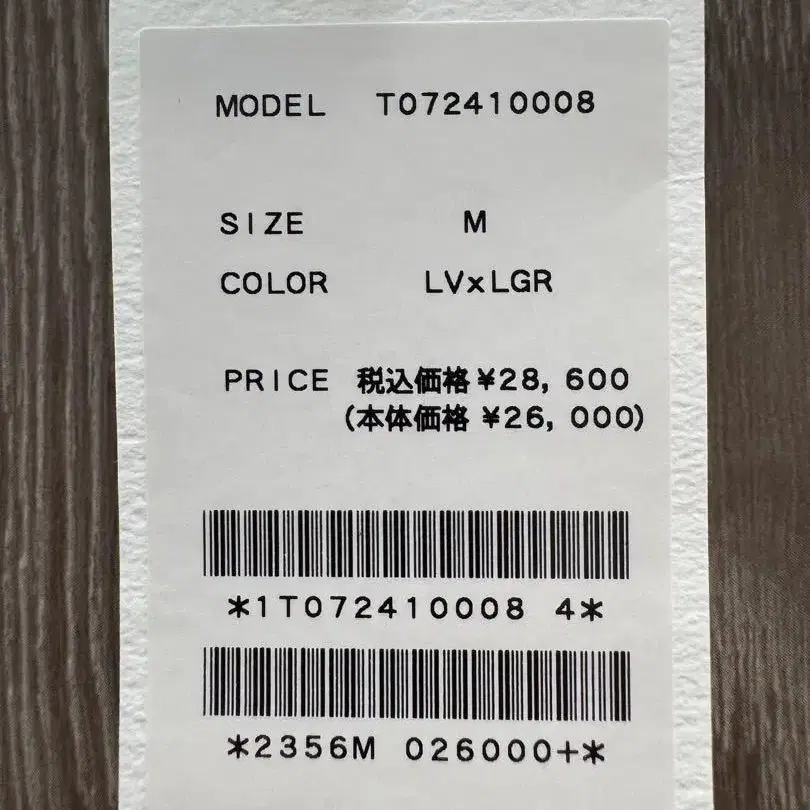 MODEL T072410008
SIZE M
COLOR LVxLGR
PRICE 税込価格 ¥28, 600
(本体価格 ¥26, 000)
*1T072410008 4*
*2356M 026000+*